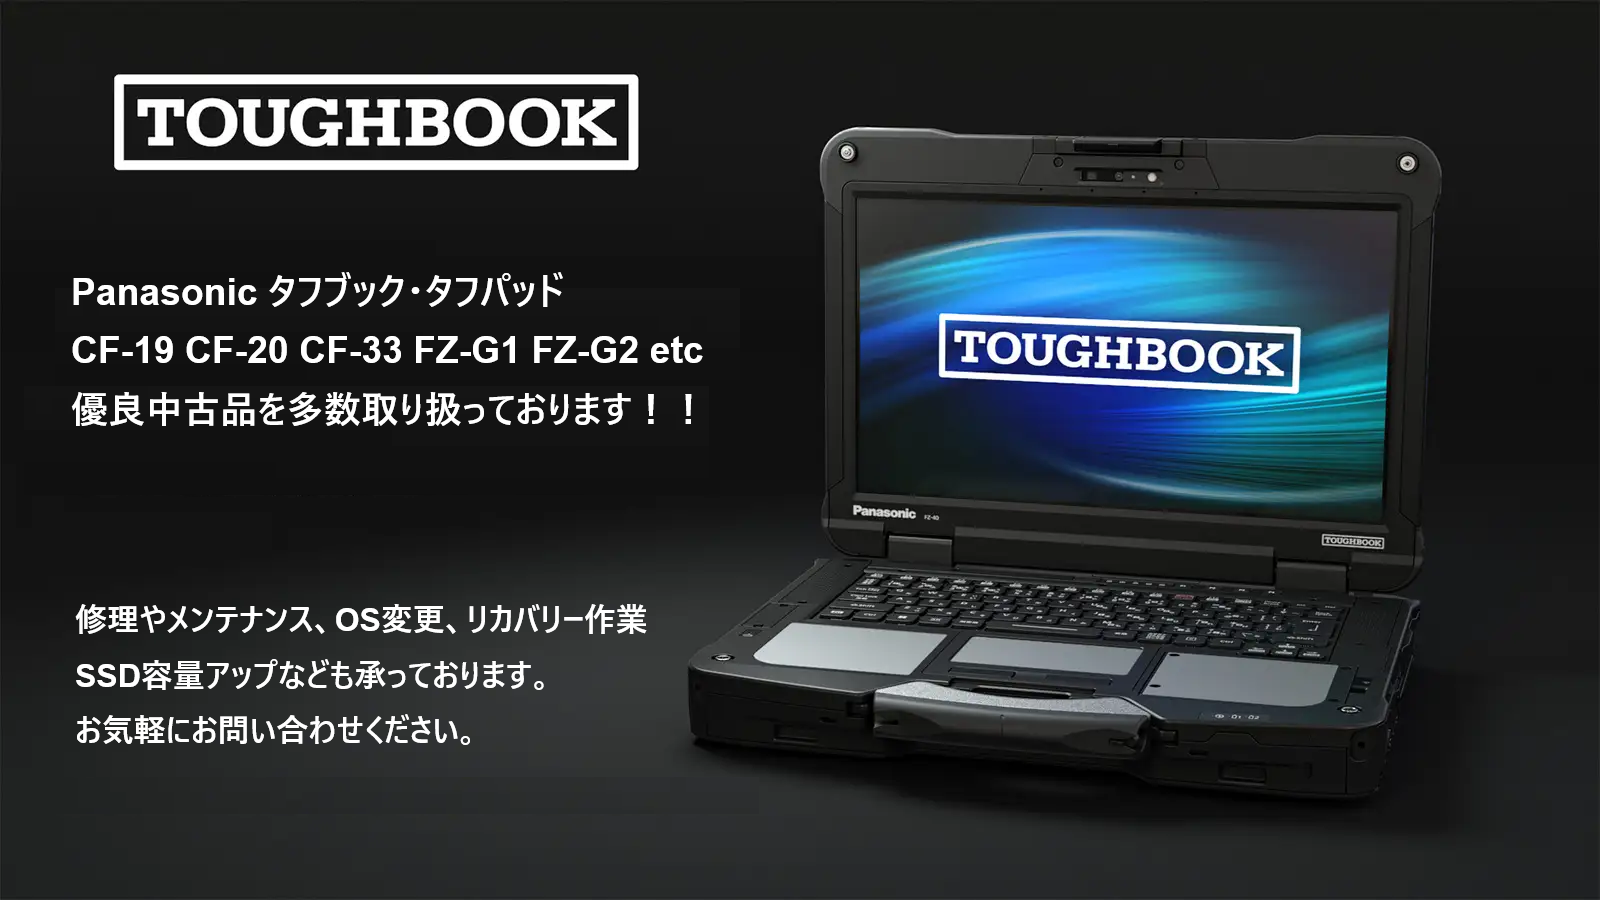 TOUGHBOOK
Panasonic タフブック・タフパッド
CF-19 CF-20 CF-33 FZ-G1 FZ-G2 etc
優良中古品を多数取り扱っております！！
修理やメンテナンス、OS変更、リカバリー作業
SSD容量アップなども承っております。
お気軽にお問い合わせください。
TOUGHBOOK
Panasonic FZ-40
TOUGHBOOK